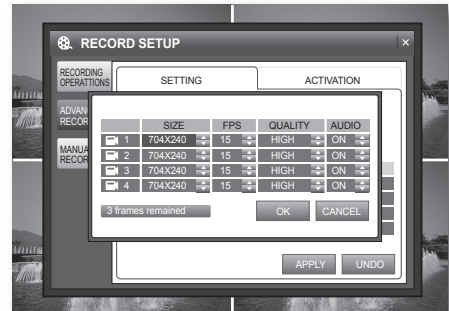 RECORD SETUP ×
RECORDING
OPERATTIONS
SETTING
ACTIVATION
ADVAN
RECOR
MANUA
RECOR
SIZE FPS QUALITY AUDIO
1 704X240 15 HIGH ON
2 704X240 15 HIGH ON
3 704X240 15 HIGH ON
4 704X240 15 HIGH ON
3 frames remained
OK
CANCEL
APPLY
UNDO